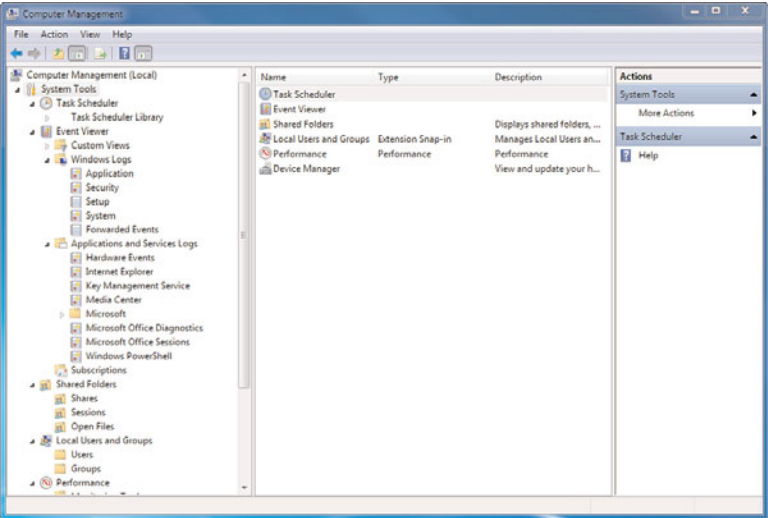 Computer Management
File Action View Help
Computer Management (Local)
System Tools
Task Scheduler
Task Scheduler Library
Event Viewer
Custom Views
Windows Logs
Application
Security
Setup
System
Forwarded Events
Applications and Services Logs
Hardware Events
Internet Explorer
Key Management Service
Media Center
Microsoft
Microsoft Office Diagnostics
Microsoft Office Sessions
Windows PowerShell
Subscriptions
Shared Folders
Shares
Sessions
Open Files
Local Users and Groups
Users
Groups
Performance
Name Type Description
Task Scheduler
Event Viewer
Shared Folders Displays shared folders, ...
Local Users and Groups Extension Snap-in Manages Local Users an...
Performance Performance Performance
Device Manager View and update your h...
Actions
System Tools
More Actions
Task Scheduler
Help